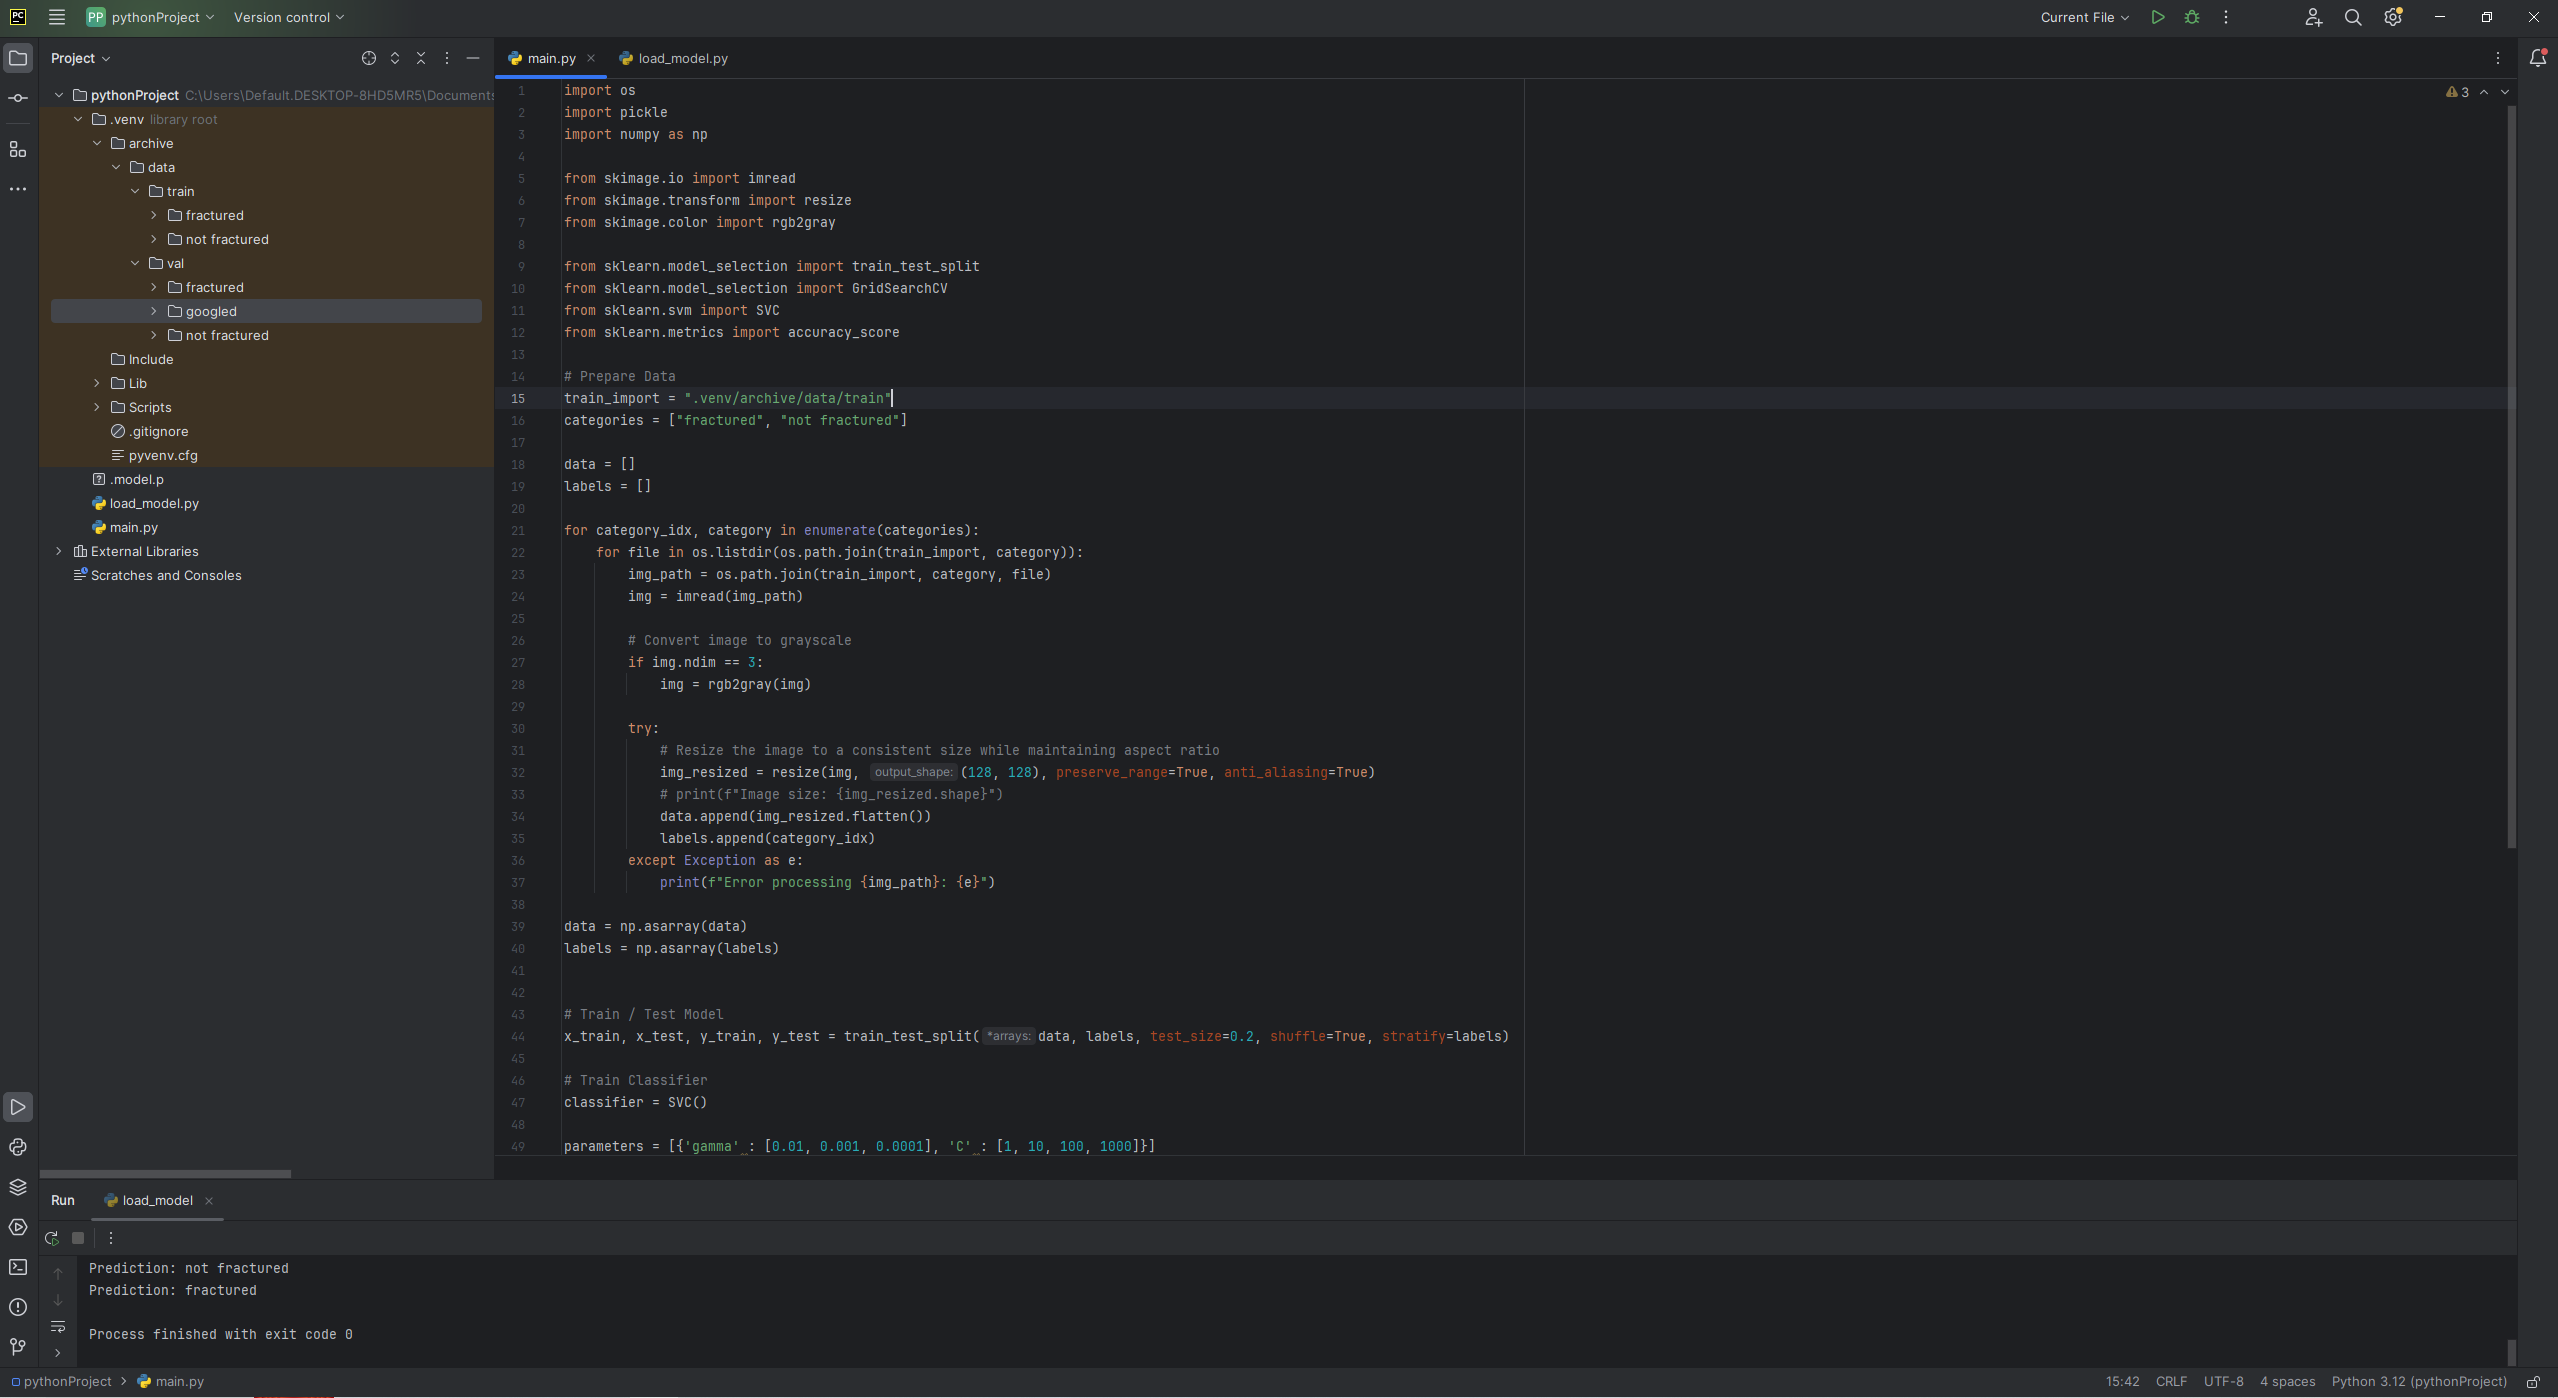 PC PP pythonProject Version control Current File
Project
main.py load_model.py
pythonProject C:\Users\Default.DESKTOP-8HD5MR5\Documents
.venv library root
archive
data
train
fractured
not fractured
val
fractured
googled
not fractured
Include
Lib
Scripts
.gitignore
pyvenv.cfg
.model.p
load_model.py
main.py
External Libraries
Scratches and Consoles
3
1 import os
2 import pickle
3 import numpy as np
4
5 from skimage.io import imread
6 from skimage.transform import resize
7 from skimage.color import rgb2gray
8
9 from sklearn.model_selection import train_test_split
10 from sklearn.model_selection import GridSearchCV
11 from sklearn.svm import SVC
12 from sklearn.metrics import accuracy_score
13
14 # Prepare Data
15 train_import = ".venv/archive/data/train"
16 categories = ["fractured", "not fractured"]
17
18 data = []
19 labels = []
20
21 for category_idx, category in enumerate(categories):
22 for file in os.listdir(os.path.join(train_import, category)):
23 img_path = os.path.join(train_import, category, file)
24 img = imread(img_path)
25
26 # Convert image to grayscale
27 if img.ndim == 3:
28 img = rgb2gray(img)
29
30 try:
31 # Resize the image to a consistent size while maintaining aspect ratio
32 img_resized = resize(img, output_shape: (128, 128), preserve_range=True, anti_aliasing=True)
33 # print(f"Image size: {img_resized.shape}")
34 data.append(img_resized.flatten())
35 labels.append(category_idx)
36 except Exception as e:
37 print(f"Error processing {img_path}: {e}")
38
39 data = np.asarray(data)
40 labels = np.asarray(labels)
41
42
43 # Train / Test Model
44 x_train, x_test, y_train, y_test = train_test_split( *arrays: data, labels, test_size=0.2, shuffle=True, stratify=labels)
45
46 # Train Classifier
47 classifier = SVC()
48
49 parameters = [{'gamma' : [0.01, 0.001, 0.0001], 'C' : [1, 10, 100, 1000]}]
Run load_model
Prediction: not fractured
Prediction: fractured
Process finished with exit code 0
pythonProject main.py 15:42 CRLF UTF-8 4 spaces Python 3.12 (pythonProject)